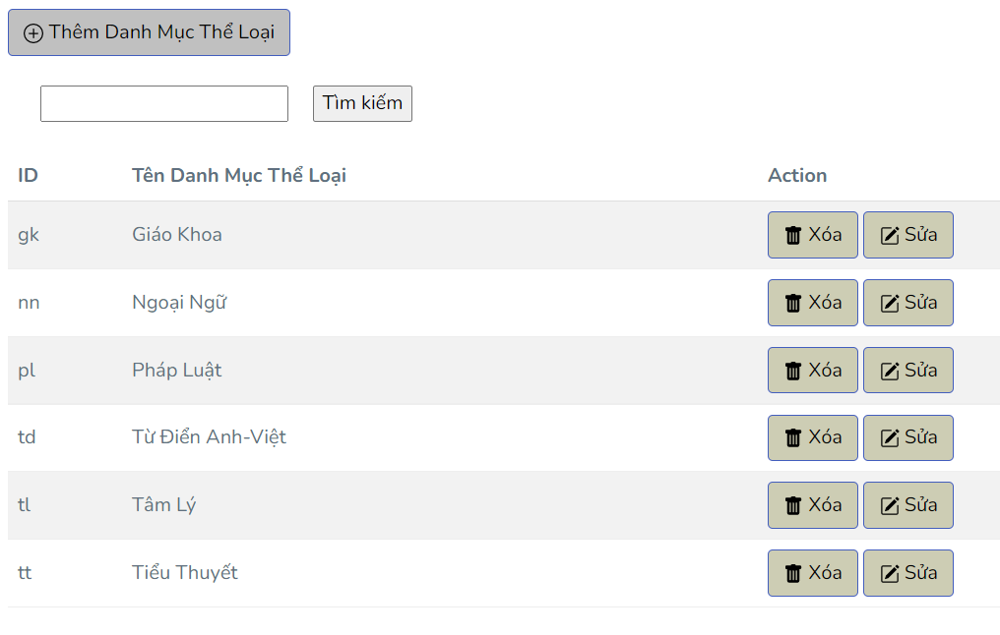 Thêm Danh Mục Thể Loại
Tìm kiếm
ID Tên Danh Mục Thể Loại Action
gk Giáo Khoa Xóa Sửa
nn Ngoại Ngữ Xóa Sửa
pl Pháp Luật Xóa Sửa
td Từ Điển Anh-Việt Xóa Sửa
tl Tâm Lý Xóa Sửa
tt Tiểu Thuyết Xóa Sửa